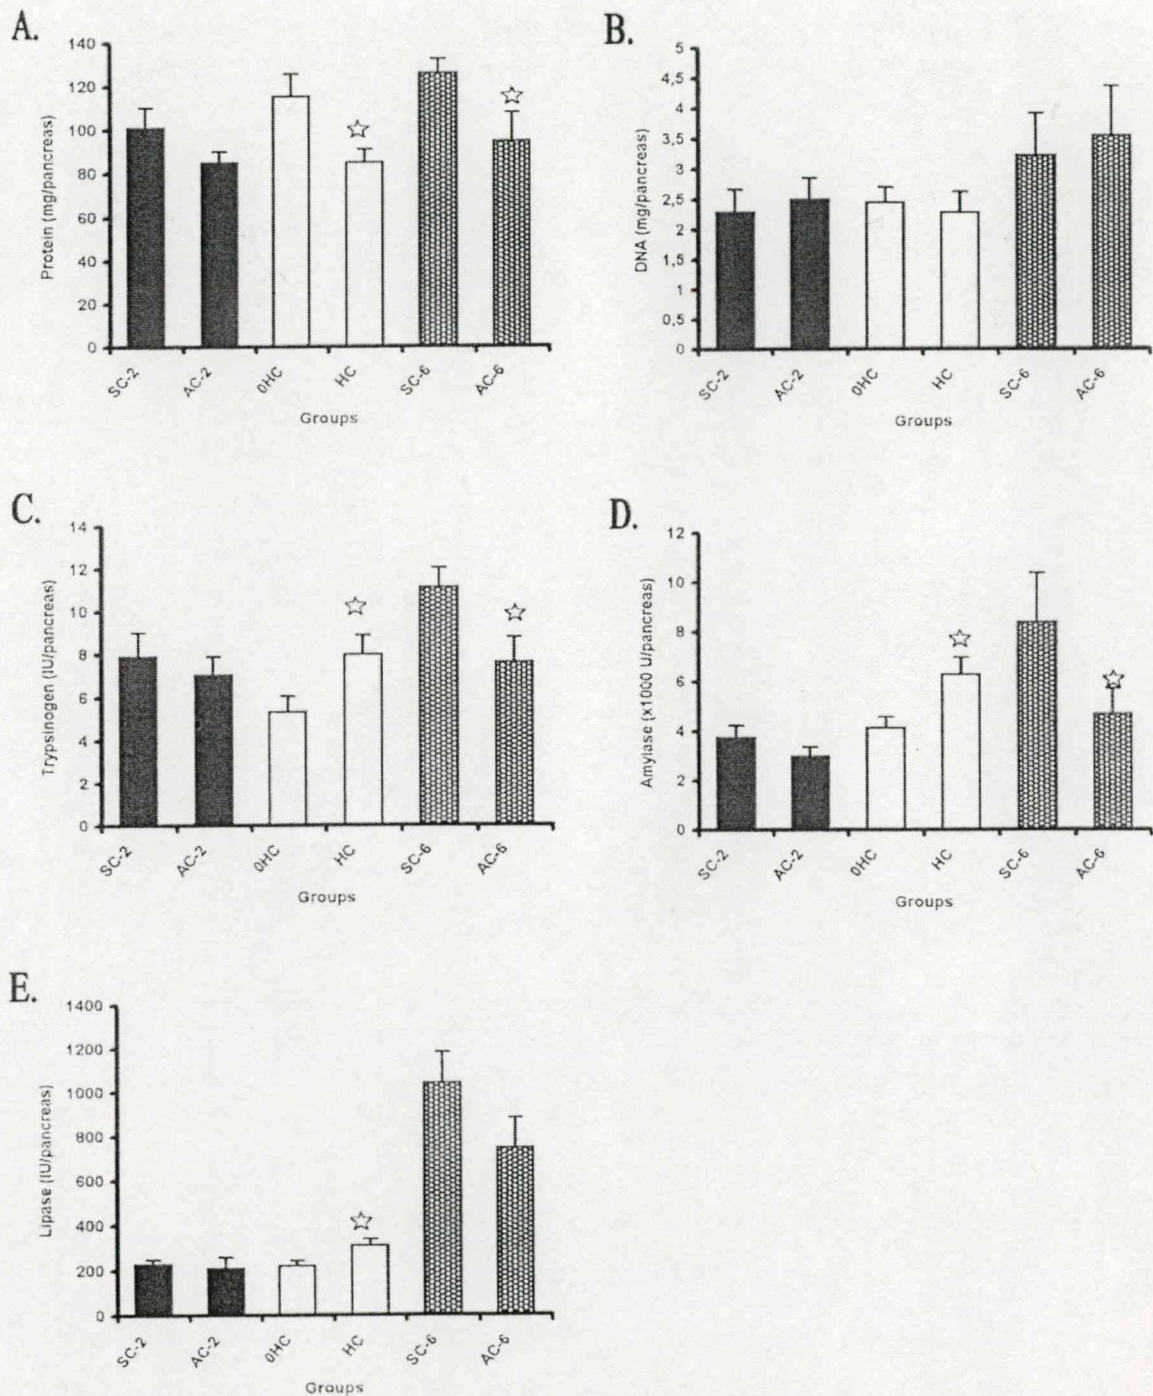 A.
Protein (mg/pancreas)
140
120
100
80
60
40
20
0
SC-2
AC-2
0HC
HC
SC-6
AC-6
Groups
B.
DNA (mg/pancreas)
5
4,5
4
3,5
3
2,5
2
1,5
1
0,5
0
SC-2
AC-2
0HC
HC
SC-6
AC-6
Groups
C.
Trypsinogen (IU/pancreas)
14
12
10
8
6
4
2
0
SC-2
AC-2
0HC
HC
SC-6
AC-6
Groups
D.
Amylase (x1000 U/pancreas)
12
10
8
6
4
2
0
SC-2
AC-2
0HC
HC
SC-6
AC-6
Groups
E.
Lipase (IU/pancreas)
1400
1200
1000
800
600
400
200
0
SC-2
AC-2
0HC
HC
SC-6
AC-6
Groups